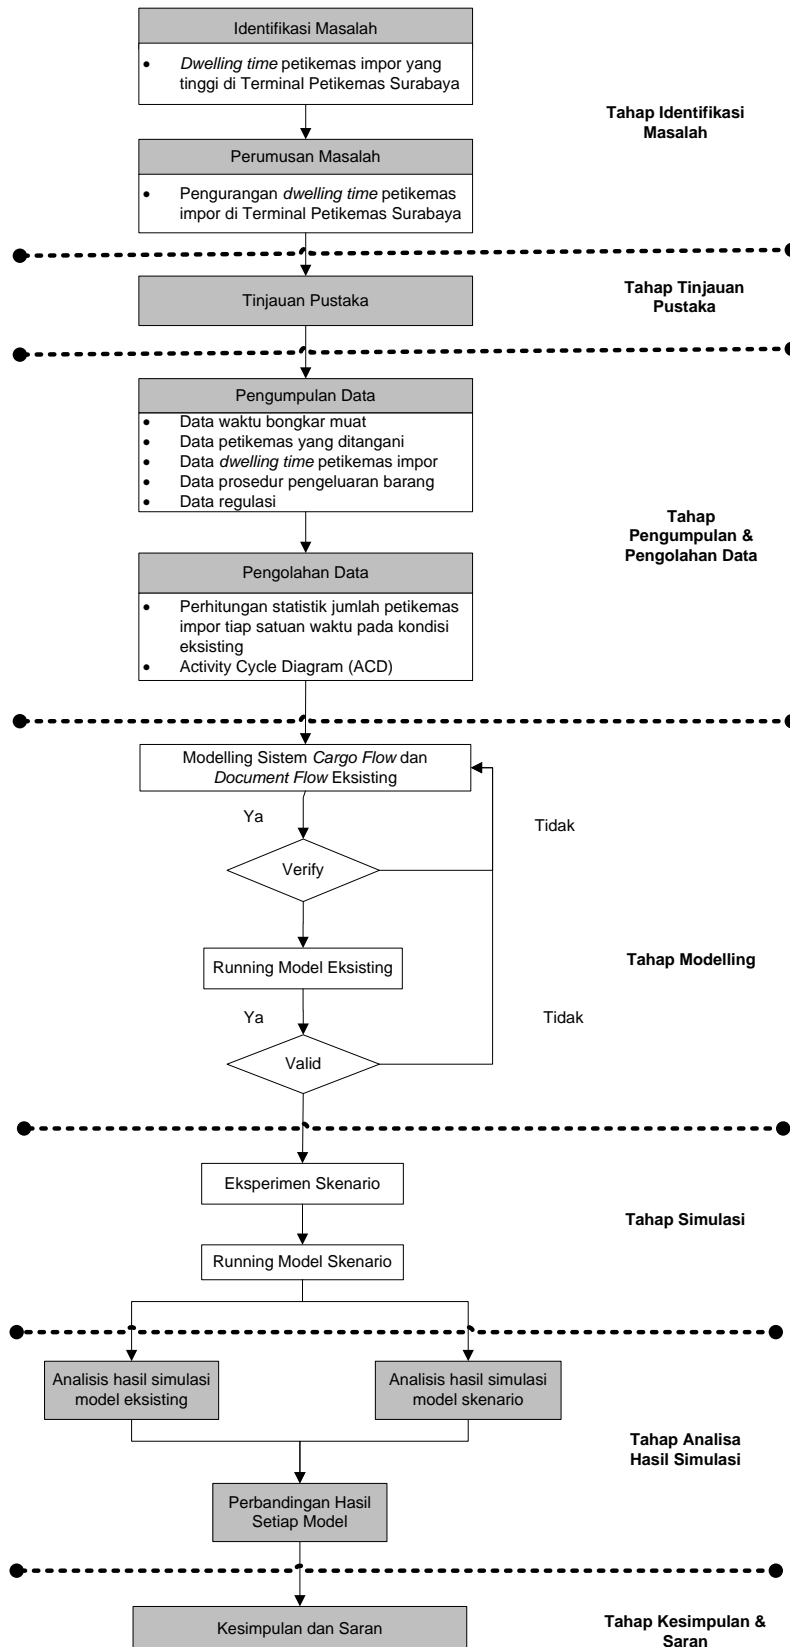 Identifikasi Masalah
• Dwelling time petikemas impor yang
tinggi di Terminal Petikemas Surabaya
Tahap Identifikasi
Masalah
Perumusan Masalah
• Pengurangan dwelling time petikemas
impor di Terminal Petikemas Surabaya
Tinjauan Pustaka
Tahap Tinjauan
Pustaka
Pengumpulan Data
• Data waktu bongkar muat
• Data petikemas yang ditangani
• Data dwelling time petikemas impor
• Data prosedur pengeluaran barang
• Data regulasi
Tahap
Pengumpulan &
Pengolahan Data
Pengolahan Data
• Perhitungan statistik jumlah petikemas
impor tiap satuan waktu pada kondisi
eksisting
• Activity Cycle Diagram (ACD)
Modelling Sistem Cargo Flow dan
Document Flow Eksisting
Ya
Tidak
Verify
Running Model Eksisting
Tahap Modelling
Ya
Tidak
Valid
Eksperimen Skenario
Tahap Simulasi
Running Model Skenario
Analisis hasil simulasi
model eksisting
Analisis hasil simulasi
model skenario
Tahap Analisa
Hasil Simulasi
Perbandingan Hasil
Setiap Model
Kesimpulan dan Saran
Tahap Kesimpulan &
Saran